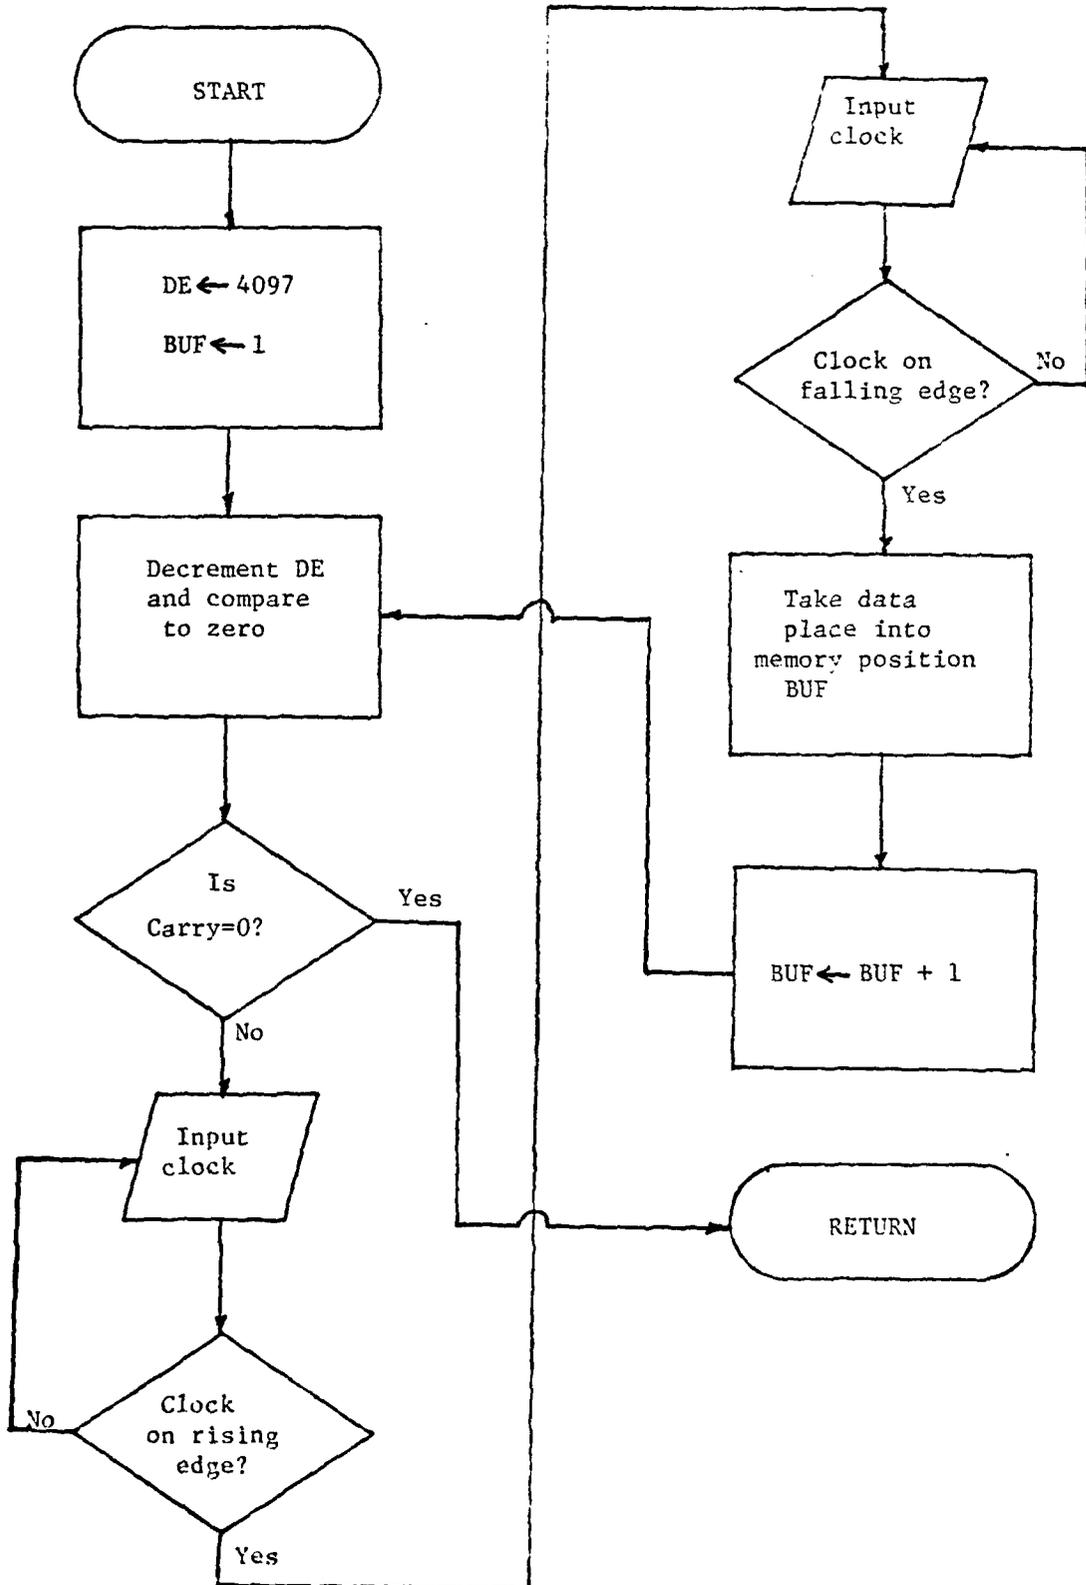 START
DE← 4097
BUF← 1
Decrement DE
and compare
to zero
Is
Carry=0?
Yes
No
Input
clock
Clock
on rising
edge?
No
Yes
Input
clock
Clock on
falling edge?
No
Yes
Take data
place into
memory position
BUF
BUF← BUF + 1
RETURN